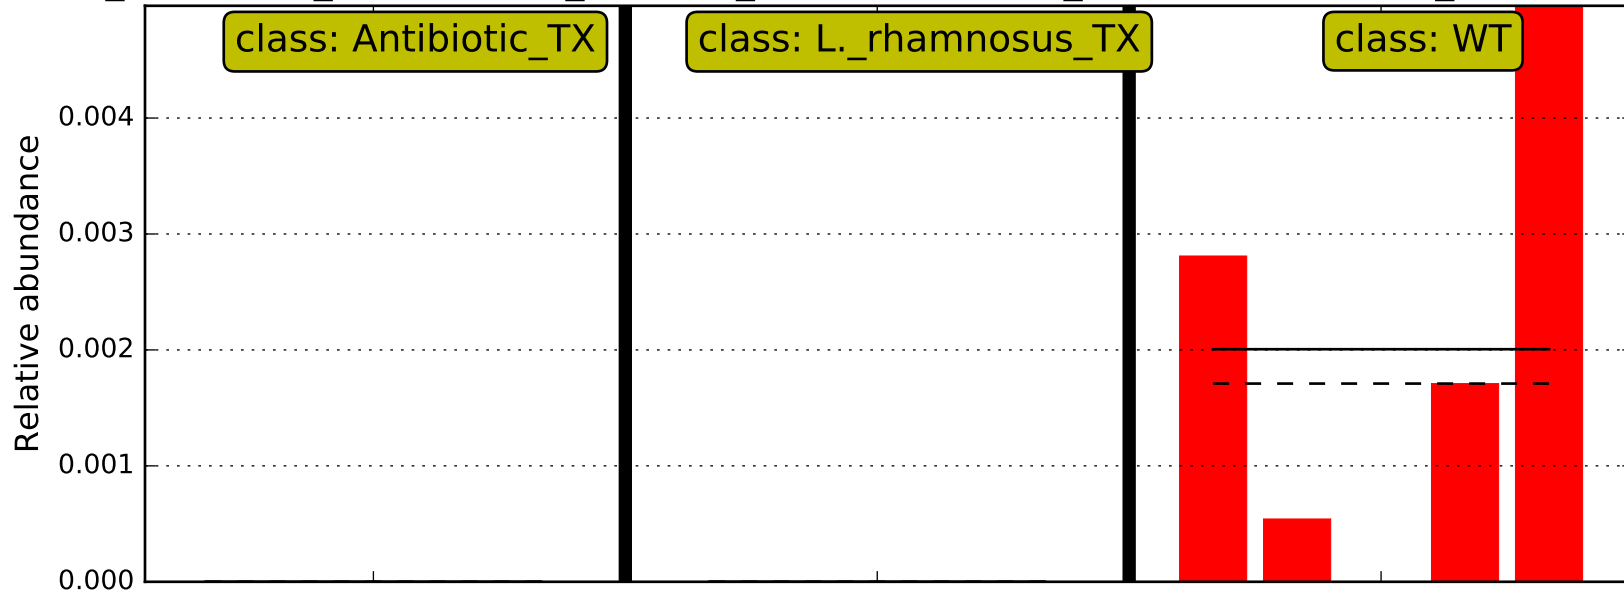 class: Antibiotic_TX
class: L._rhamnosus_TX
class: WT
Relative abundance
0.004
0.003
0.002
0.001
0.000